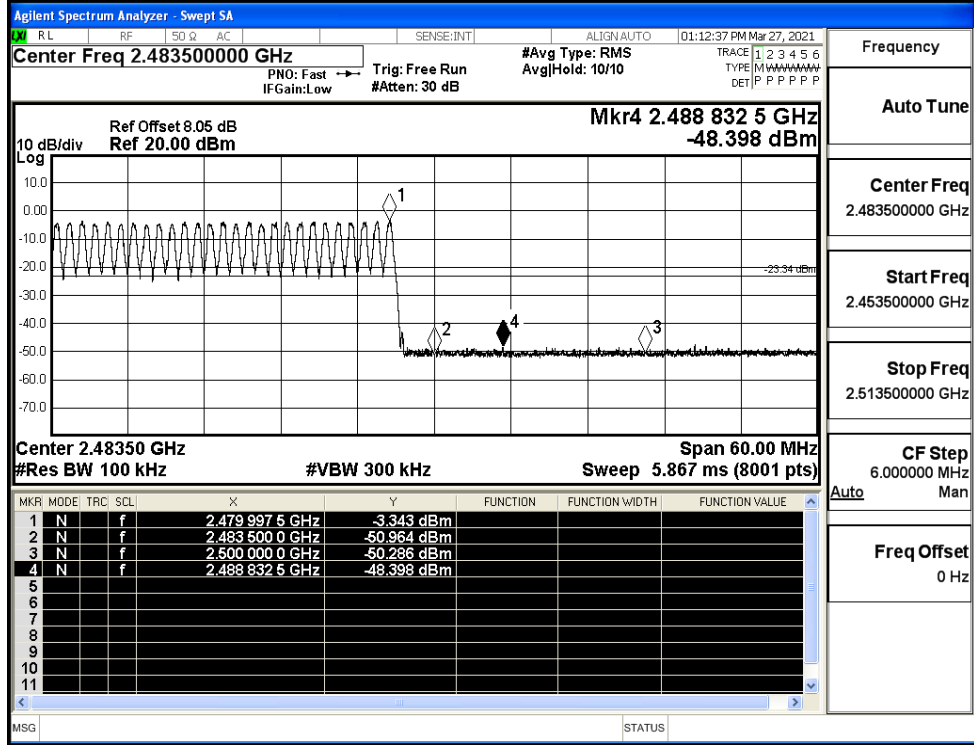 Agilent Spectrum Analyzer - Swept SA
LXI RL RF 50 Ω AC SENSE:INT ALIGNAUTO 01:12:37 PM Mar 27, 2021
Center Freq 2.483500000 GHz
PNO: Fast
IFGain:Low
Trig: Free Run
#Atten: 30 dB
#Avg Type: RMS
Avg|Hold: 10/10
TRACE 1 2 3 4 5 6
TYPE M WWWWW
DET P P P P P P
Ref Offset 8.05 dB
10 dB/div Ref 20.00 dBm
Log
Mkr4 2.488 832 5 GHz
-48.398 dBm
10.0
0.00
-10.0
-20.0
-30.0
-40.0
-50.0
-60.0
-70.0
1
-23.34 dBm
2
4
3
Center 2.48350 GHz Span 60.00 MHz
#Res BW 100 kHz #VBW 300 kHz Sweep 5.867 ms (8001 pts)
MKR MODE TRC SCL X Y FUNCTION FUNCTION WIDTH FUNCTION VALUE
1 N f 2.479 997 5 GHz -3.343 dBm
2 N f 2.483 500 0 GHz -50.964 dBm
3 N f 2.500 000 0 GHz -50.286 dBm
4 N f 2.488 832 5 GHz -48.398 dBm
5
6
7
8
9
10
11
MSG STATUS
Frequency
Auto Tune
Center Freq
2.483500000 GHz
Start Freq
2.453500000 GHz
Stop Freq
2.513500000 GHz
CF Step
6.000000 MHz
Auto Man
Freq Offset
0 Hz